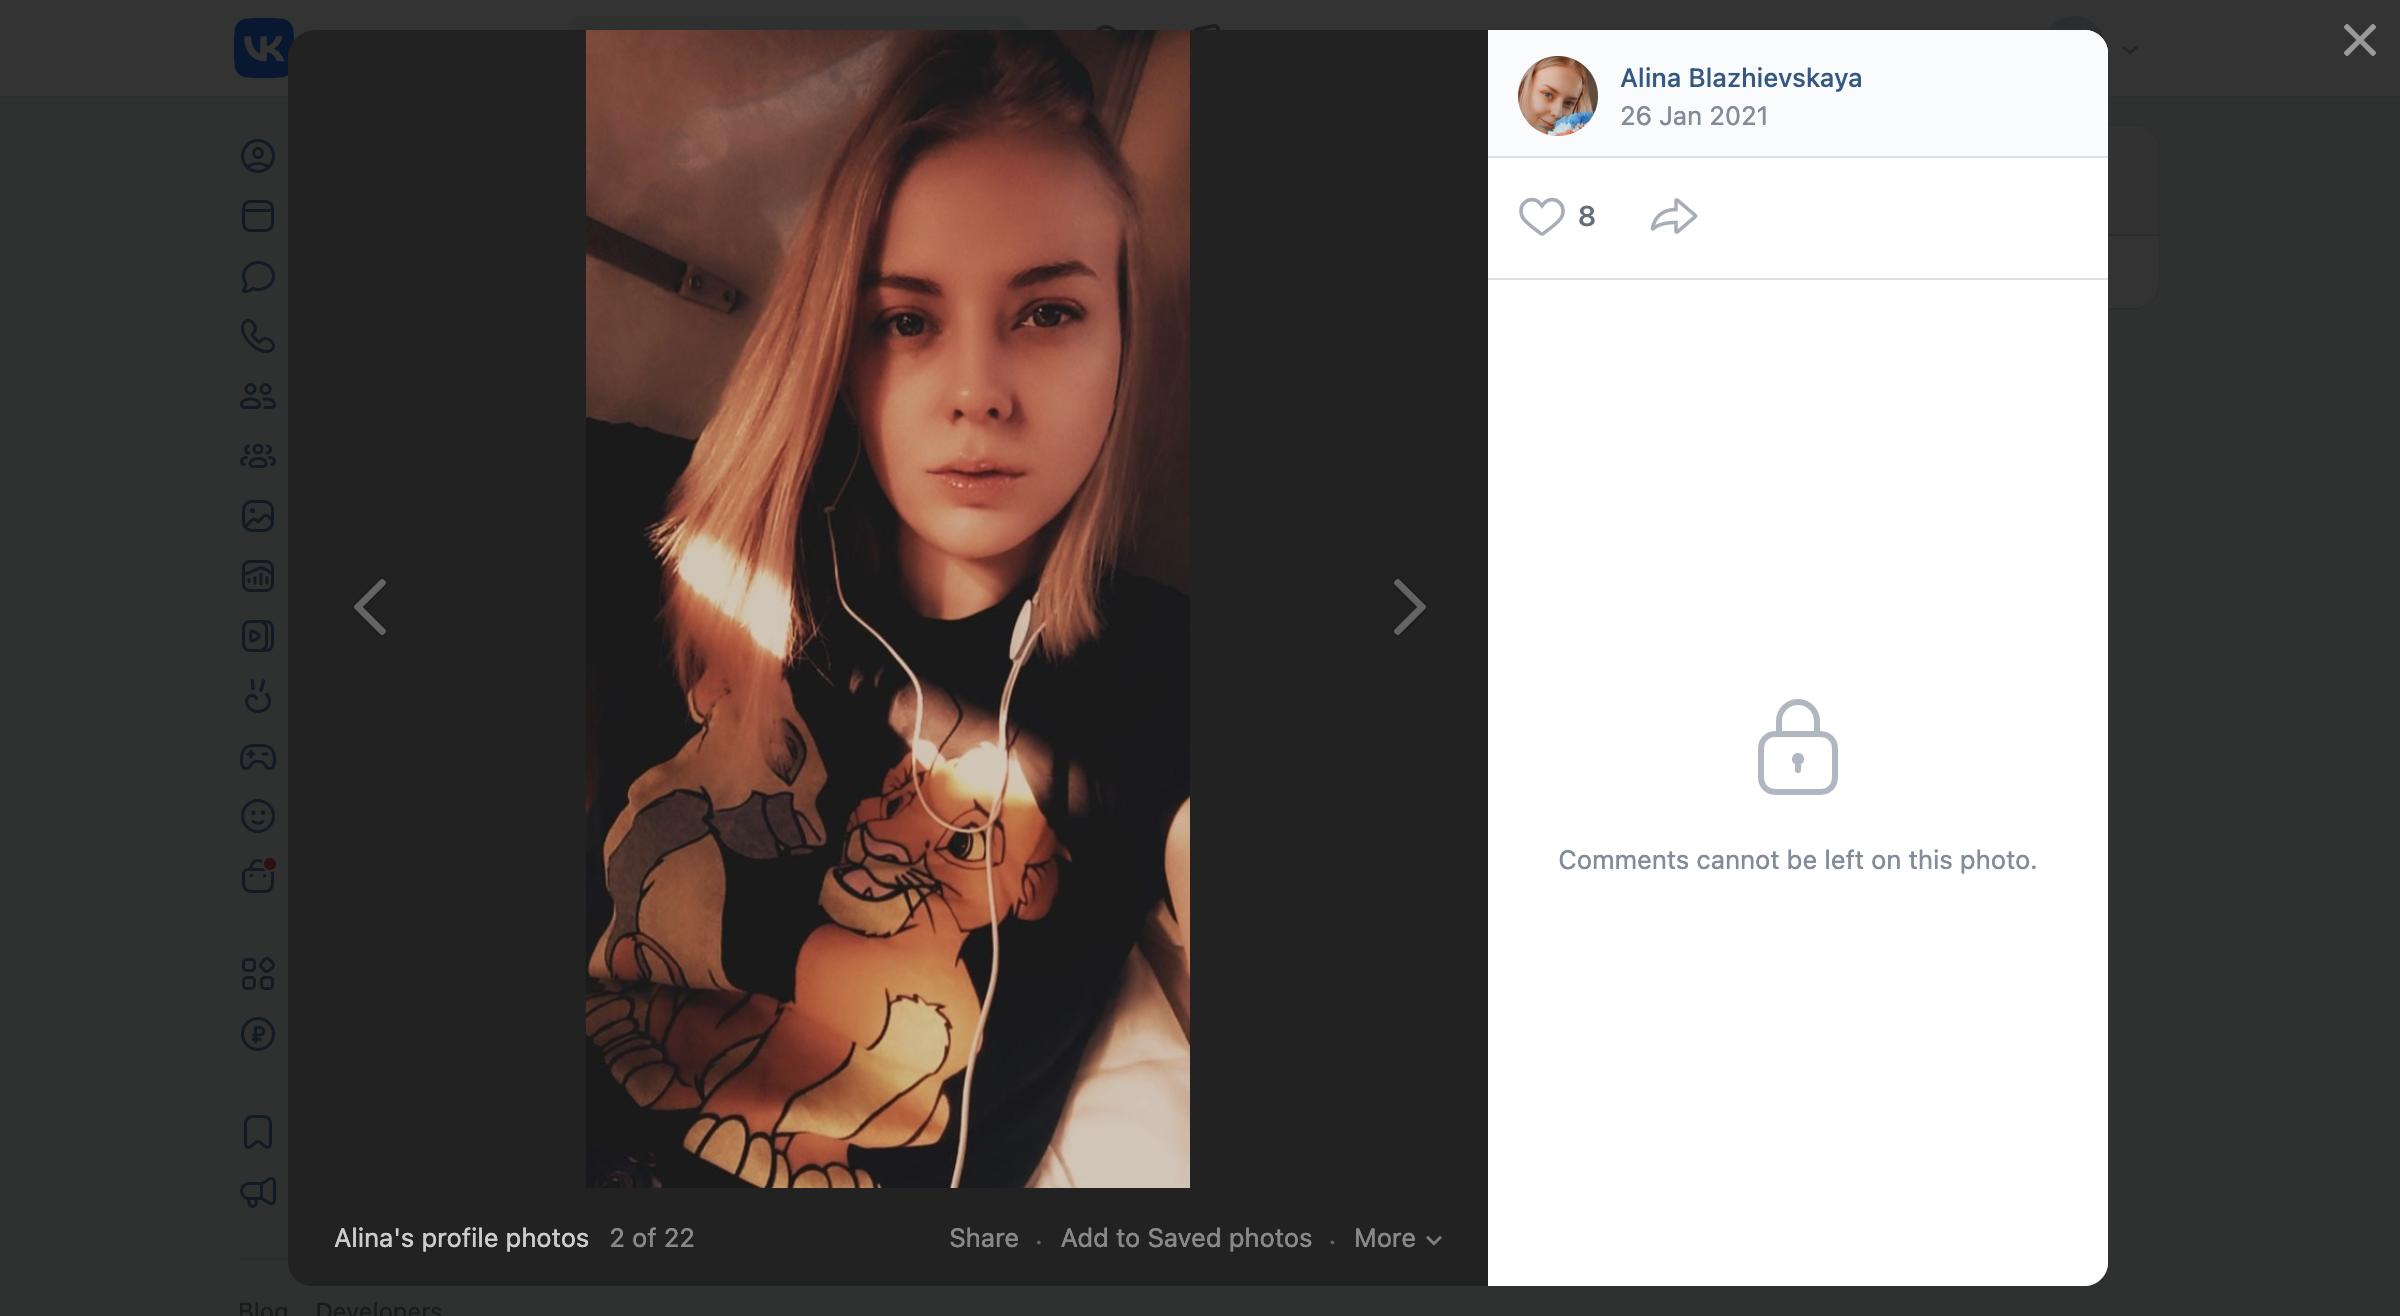 VK
Alina Blazhievskaya
26 Jan 2021
8
Comments cannot be left on this photo.
Alina's profile photos 2 of 22
Share . Add to Saved photos . More
Blog Developers